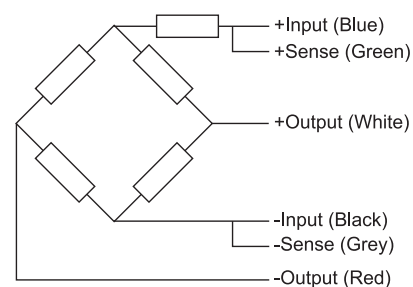 +Input (Blue)
+Sense (Green)
+Output (White)
-Input (Black)
-Sense (Grey)
-Output (Red)